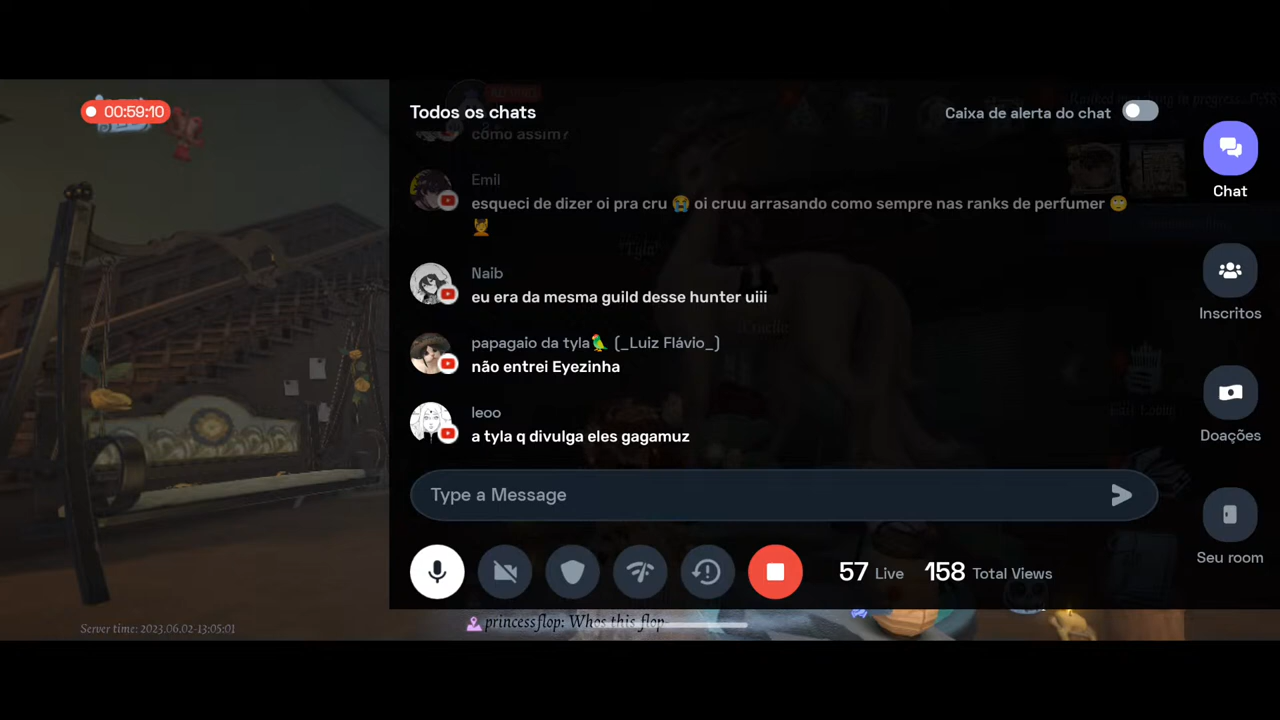 00:59:10
Todos os chats
Caixa de alerta do chat
como assim?
Emil
esqueci de dizer oi pra cru 😭 oi cruu arrasando como sempre nas ranks de perfumer 🙄
💆
Naib
eu era da mesma guild desse hunter uiii
papagaio da tyla🦜 (_Luiz Flávio_)
não entrei Eyezinha
leoo
a tyla q divulga eles gagamuz
Type a Message
57 Live 158 Total Views
Chat
Inscritos
Doações
Seu room
Server time: 2023.06.02-13:05:01
princessflop: Whos this flop
"Tyla"